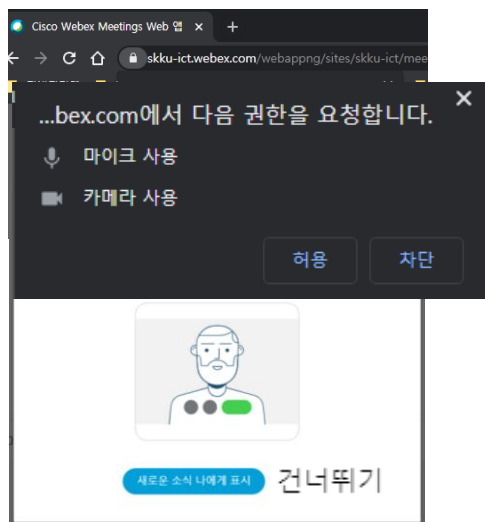 Cisco Webex Meetings Web 앱
skku-ict.webex.com/webappng/sites/skku-ict/mee
...bex.com에서 다음 권한을 요청합니다.
마이크 사용
카메라 사용
허용
차단
새로운 소식 나에게 표시
건너뛰기